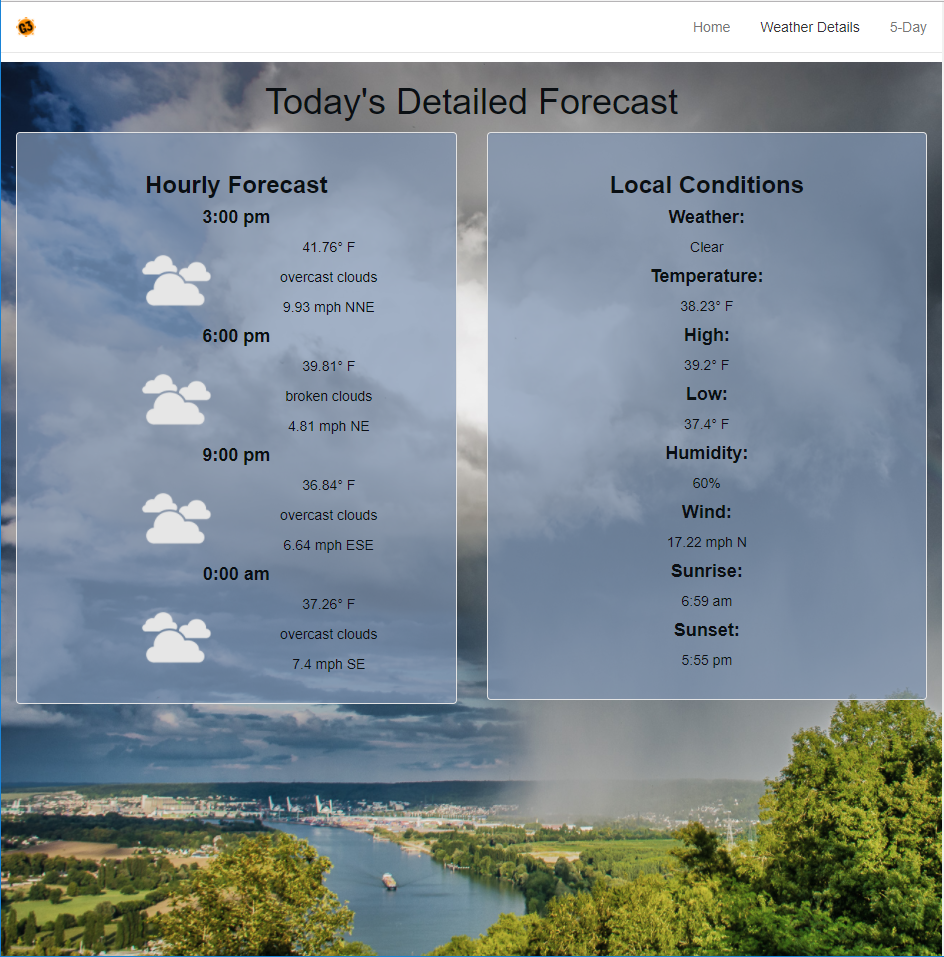 G3
Home
Weather Details
5-Day
Today's Detailed Forecast
Hourly Forecast
3:00 pm
41.76° F
overcast clouds
9.93 mph NNE
6:00 pm
39.81° F
broken clouds
4.81 mph NE
9:00 pm
36.84° F
overcast clouds
6.64 mph ESE
0:00 am
37.26° F
overcast clouds
7.4 mph SE
Local Conditions
Weather:
Clear
Temperature:
38.23° F
High:
39.2° F
Low:
37.4° F
Humidity:
60%
Wind:
17.22 mph N
Sunrise:
6:59 am
Sunset:
5:55 pm